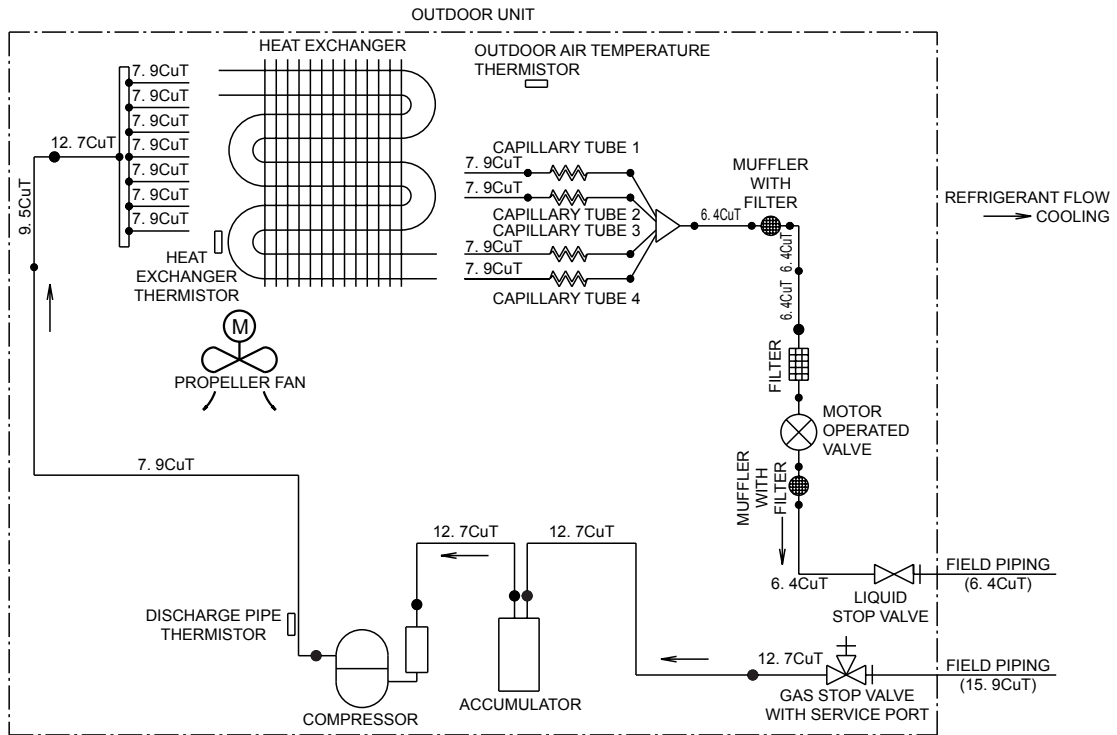 OUTDOOR UNIT
HEAT EXCHANGER
OUTDOOR AIR TEMPERATURE
THERMISTOR
7. 9CuT
7. 9CuT
7. 9CuT
7. 9CuT
7. 9CuT
7. 9CuT
7. 9CuT
12. 7CuT
9. 5CuT
HEAT
EXCHANGER
THERMISTOR
M
PROPELLER FAN
CAPILLARY TUBE 1
7. 9CuT
7. 9CuT
CAPILLARY TUBE 2
CAPILLARY TUBE 3
7. 9CuT
7. 9CuT
CAPILLARY TUBE 4
6. 4CuT
MUFFLER
WITH
FILTER
6. 4CuT
6. 4CuT
REFRIGERANT FLOW
COOLING
FILTER
MOTOR
OPERATED
VALVE
MUFFLER
WITH
FILTER
6. 4CuT
LIQUID
STOP VALVE
FIELD PIPING
(6. 4CuT)
7. 9CuT
12. 7CuT
12. 7CuT
DISCHARGE PIPE
THERMISTOR
COMPRESSOR
ACCUMULATOR
12. 7CuT
GAS STOP VALVE
WITH SERVICE PORT
FIELD PIPING
(15. 9CuT)